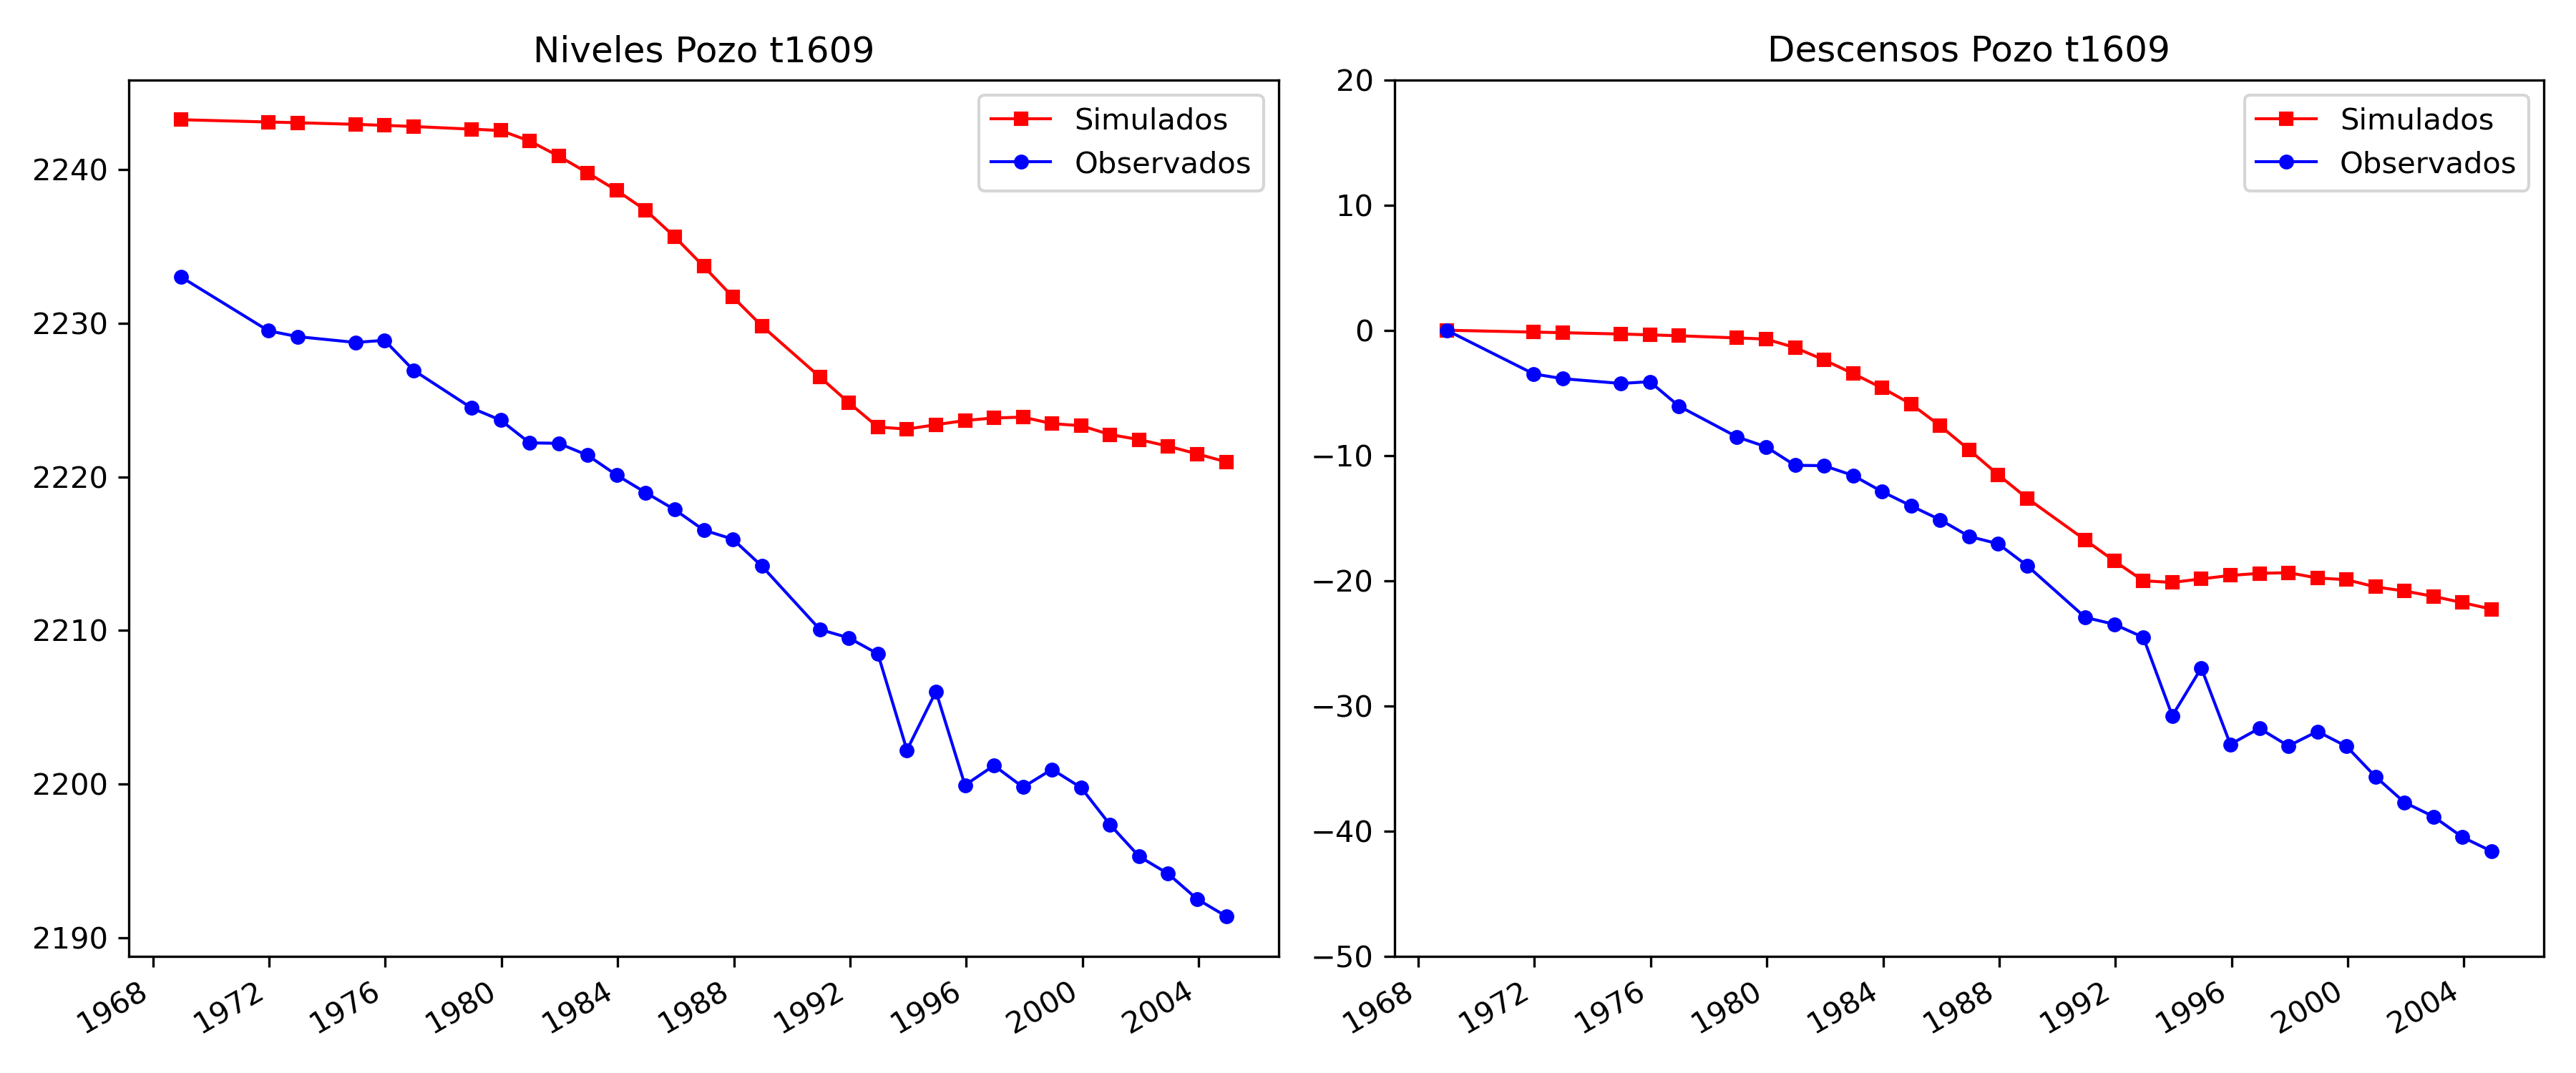 Niveles Pozo t1609
Simulados
Observados
2240
2230
2220
2210
2200
2190
1968 1972 1976 1980 1984 1988 1992 1996 2000 2004
Descensos Pozo t1609
Simulados
Observados
20
10
0
−10
−20
−30
−40
−50
1968 1972 1976 1980 1984 1988 1992 1996 2000 2004